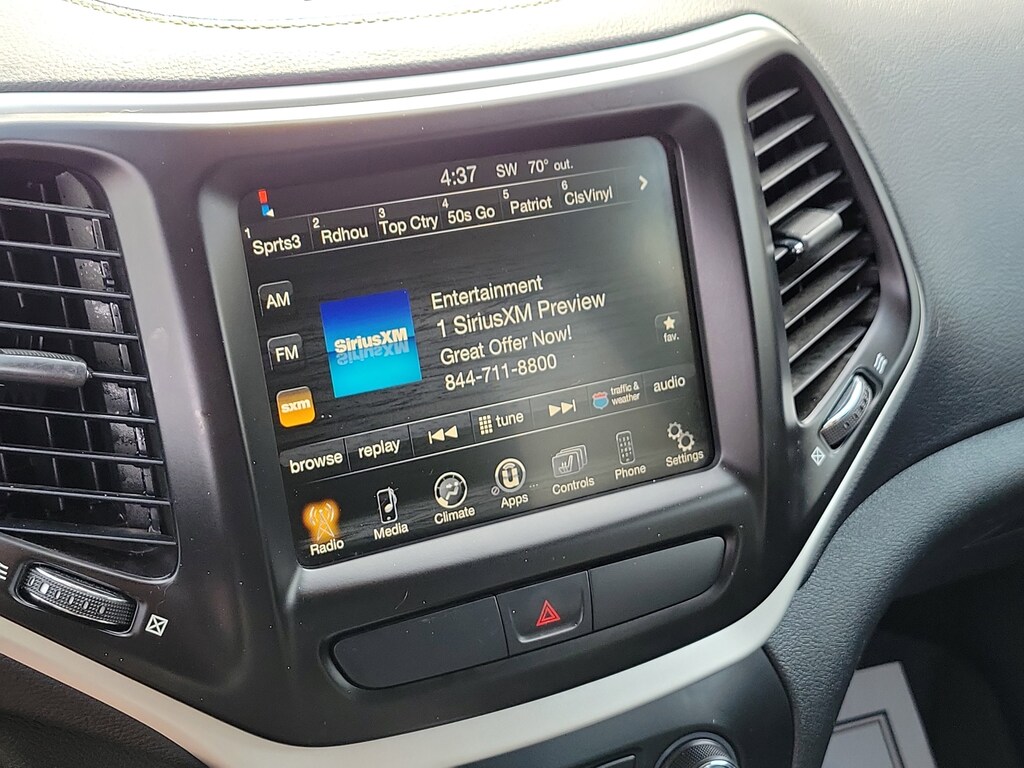 4:37 SW 70° out.
1 Sprts3 2 Rdhou 3 Top Ctry 4 50s Go 5 Patriot 6 ClsVinyl
AM
FM
sxm
SiriusXM
Entertainment
1 SiriusXM Preview
Great Offer Now!
844-711-8800
fav.
browse replay tune traffic & weather audio
Radio Media Climate Apps Controls Phone Settings